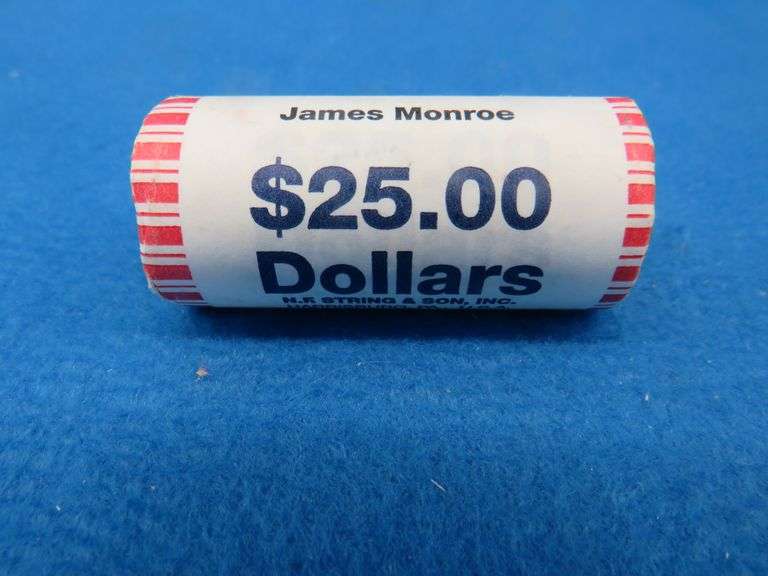 James Monroe
$25.00
Dollars
N.F. STRING & SON, INC.